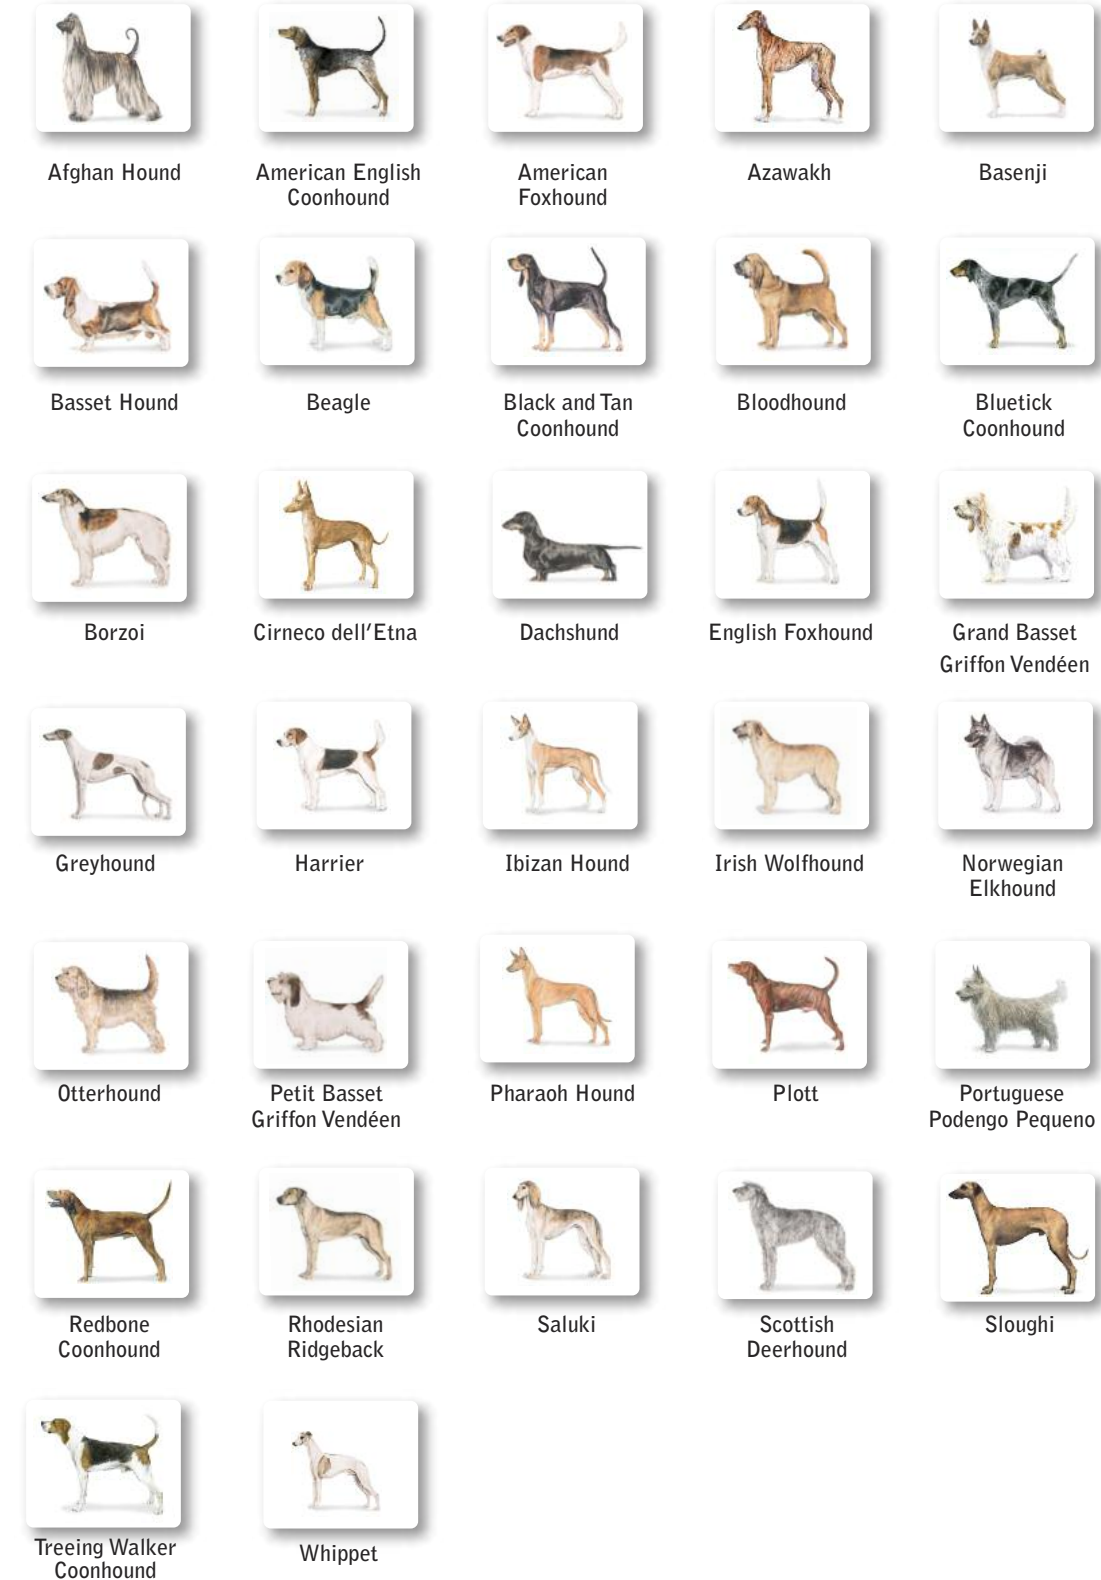 Afghan Hound
American English
Coonhound
American
Foxhound
Azawakh
Basenji
Basset Hound
Beagle
Black and Tan
Coonhound
Bloodhound
Bluetick
Coonhound
Borzoi
Cirneco dell’Etna
Dachshund
English Foxhound
Grand Basset
Griffon Vendéen
Greyhound
Harrier
Ibizan Hound
Irish Wolfhound
Norwegian
Elkhound
Otterhound
Petit Basset
Griffon Vendéen
Pharaoh Hound
Plott
Portuguese
Podengo Pequeno
Redbone
Coonhound
Rhodesian
Ridgeback
Saluki
Scottish
Deerhound
Sloughi
Treeing Walker
Coonhound
Whippet